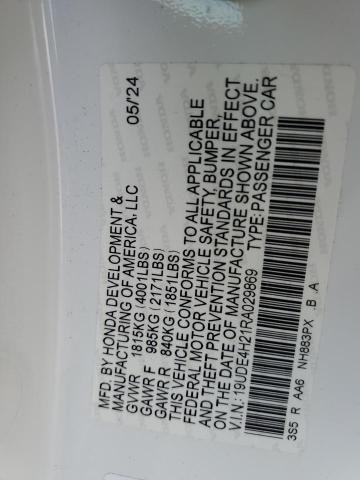 MFD. BY HONDA DEVELOPMENT &
MANUFACTURING OF AMERICA, LLC 05/'24
GVWR 1815KG (4001LBS)
GAWR F 985KG (2171LBS)
GAWR R 840KG (1851LBS)
THIS VEHICLE CONFORMS TO ALL APPLICABLE
FEDERAL MOTOR VEHICLE SAFETY, BUMPER,
AND THEFT PREVENTION STANDARDS IN EFFECT
ON THE DATE OF MANUFACTURE SHOWN ABOVE.
V.I.N.: 19UDE4H21RA029869 TYPE: PASSENGER CAR
3S5 R AA6 NH883PX . B . A